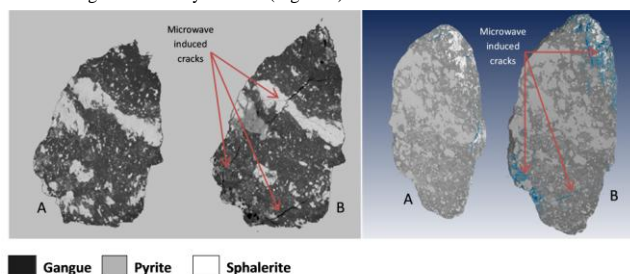 Microwave
induced
cracks
Microwave
induced
cracks
A
B
A
B
Gangue
Pyrite
Sphalerite